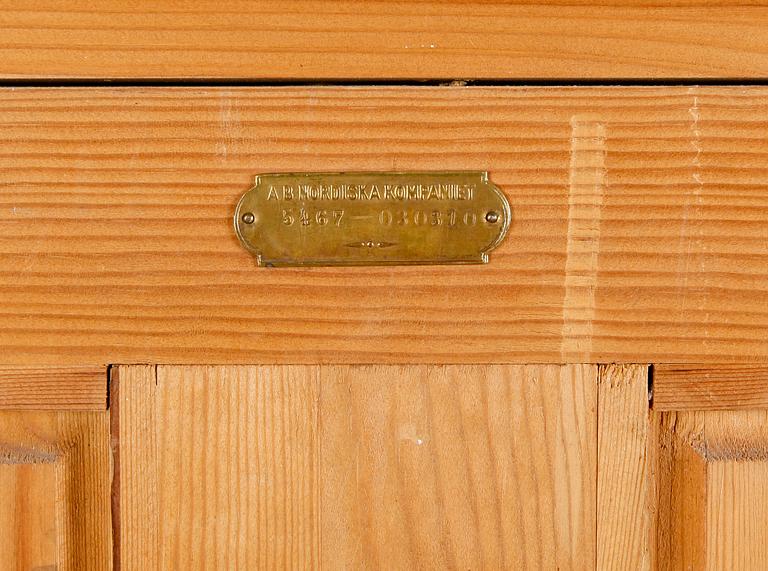 A B NORDISKA KOMPANIET
5467 — 030310